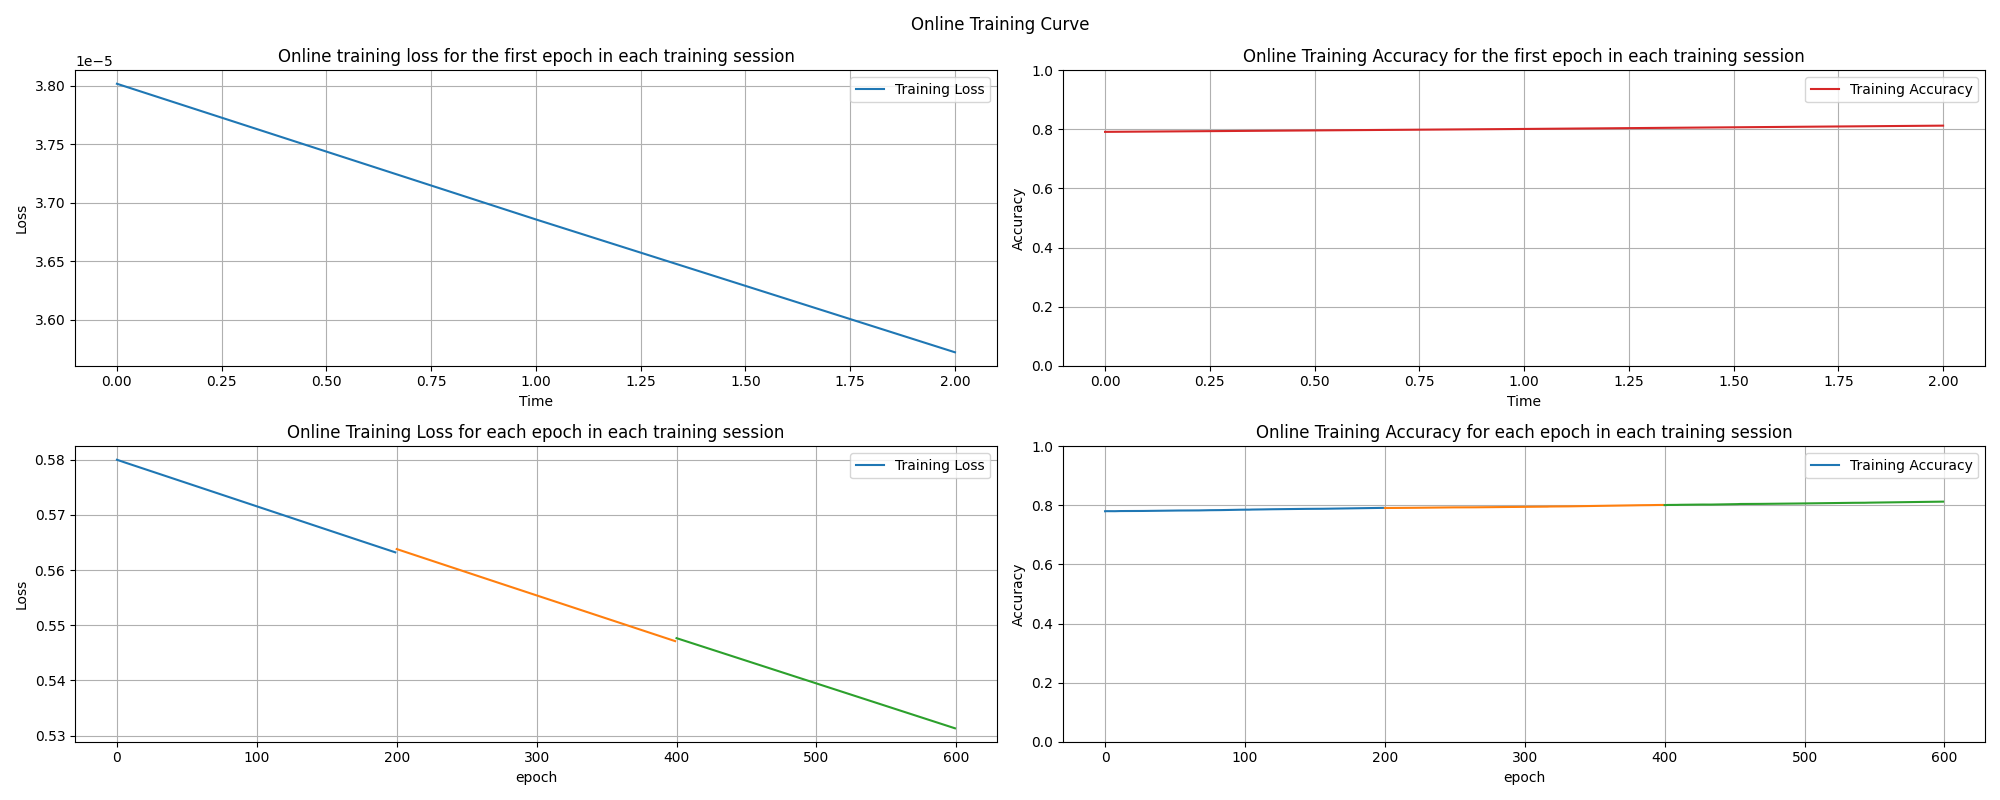 Online Training Curve
Online training loss for the first epoch in each training session
1e−5
3.80
3.75
3.70
3.65
3.60
Loss
Training Loss
0.00 0.25 0.50 0.75 1.00 1.25 1.50 1.75 2.00
Time
Online Training Accuracy for the first epoch in each training session
1.0
0.8
0.6
0.4
0.2
0.0
Accuracy
Training Accuracy
0.00 0.25 0.50 0.75 1.00 1.25 1.50 1.75 2.00
Time
Online Training Loss for each epoch in each training session
0.58
0.57
0.56
0.55
0.54
0.53
Loss
Training Loss
0 100 200 300 400 500 600
epoch
Online Training Accuracy for each epoch in each training session
1.0
0.8
0.6
0.4
0.2
0.0
Accuracy
Training Accuracy
0 100 200 300 400 500 600
epoch